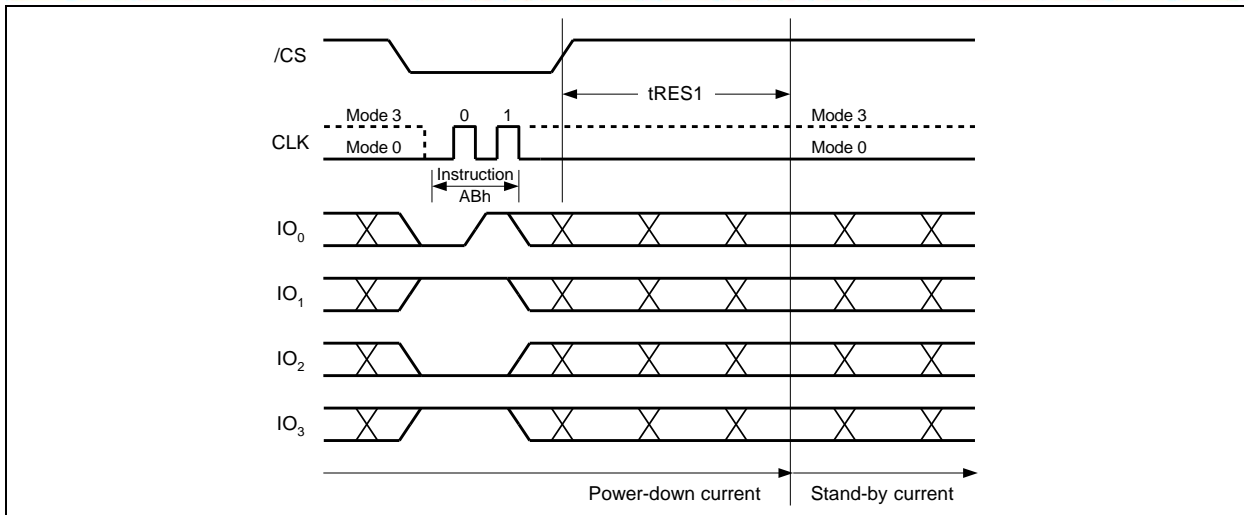 /CS
tRES1
Mode 3 0 1 Mode 3
CLK
Mode 0 Mode 0
Instruction
ABh
IO0
IO1
IO2
IO3
Power-down current Stand-by current